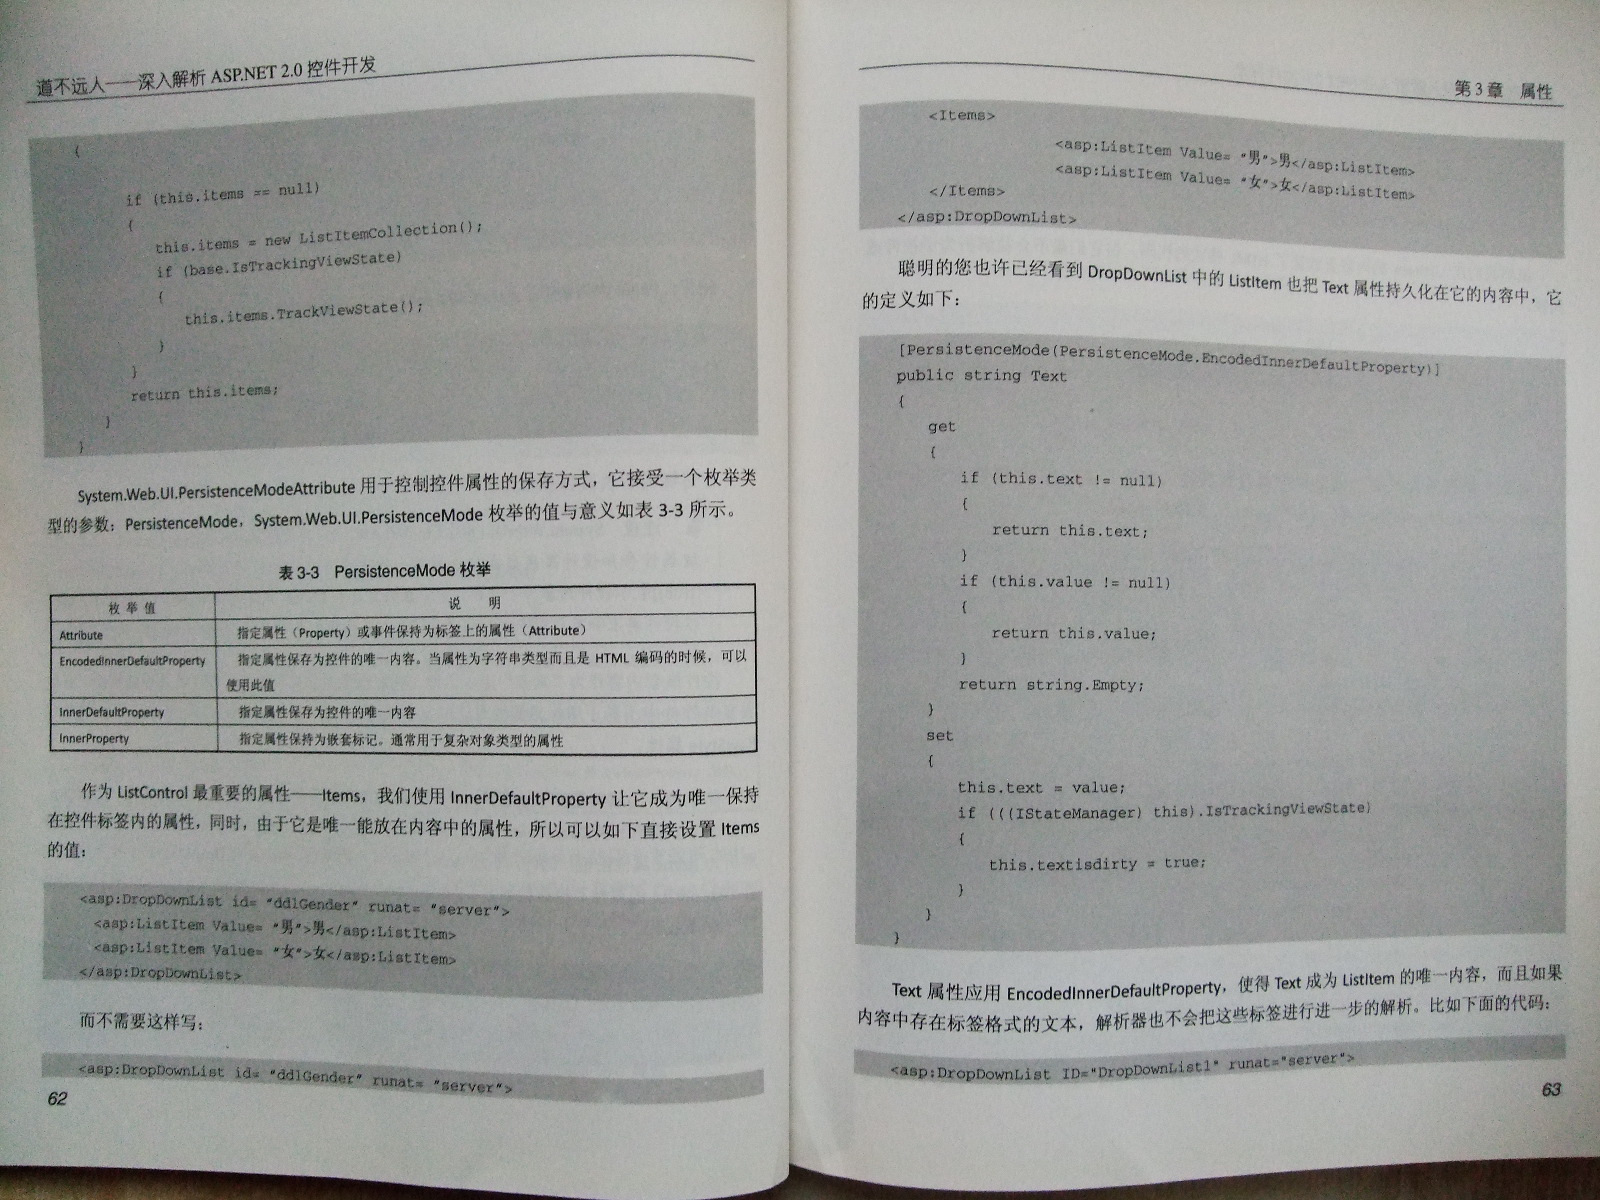 道不远人——深入解析 ASP.NET 2.0 控件开发
{
if (this.items == null)
{
this.items = new ListItemCollection();
if (base.IsTrackingViewState)
{
this.items.TrackViewState();
}
}
return this.items;
}
}
System.Web.UI.PersistenceModeAttribute 用于控制控件属性的保存方式，它接受一个枚举类
型的参数：PersistenceMode，System.Web.UI.PersistenceMode 枚举的值与意义如表 3-3 所示。
表 3-3 PersistenceMode 枚举
枚 举 值 说 明
Attribute 指定属性（Property）或事件保持为标签上的属性（Attribute）
EncodedInnerDefaultProperty 指定属性保存为控件的唯一内容。当属性为字符串类型而且是 HTML 编码的时候，可以
使用此值
InnerDefaultProperty 指定属性保存为控件的唯一内容
InnerProperty 指定属性保持为嵌套标记。通常用于复杂对象类型的属性
作为 ListControl 最重要的属性——Items，我们使用 InnerDefaultProperty 让它成为唯一保持
在控件标签内的属性，同时，由于它是唯一能放在内容中的属性，所以可以如下直接设置 Items
的值：
<asp:DropDownList id= "ddlGender" runat= "server">
<asp:ListItem Value= "男">男</asp:ListItem>
<asp:ListItem Value= "女">女</asp:ListItem>
</asp:DropDownList>
而不需要这样写：
<asp:DropDownList id= "ddlGender" runat= "server">
62
第 3 章 属性
<Items>
<asp:ListItem Value= "男">男</asp:ListItem>
<asp:ListItem Value= "女">女</asp:ListItem>
</Items>
</asp:DropDownList>
聪明的您也许已经看到 DropDownList 中的 ListItem 也把 Text 属性持久化在它的内容中，它
的定义如下：
[PersistenceMode(PersistenceMode.EncodedInnerDefaultProperty)]
public string Text
{
get
{
if (this.text != null)
{
return this.text;
}
if (this.value != null)
{
return this.value;
}
return string.Empty;
}
set
{
this.text = value;
if (((IStateManager) this).IsTrackingViewState)
{
this.textisdirty = true;
}
}
}
Text 属性应用 EncodedInnerDefaultProperty，使得 Text 成为 ListItem 的唯一内容，而且如果
内容中存在标签格式的文本，解析器也不会把这些标签进行进一步的解析。比如下面的代码：
<asp:DropDownList ID="DropDownList1" runat="server">
63